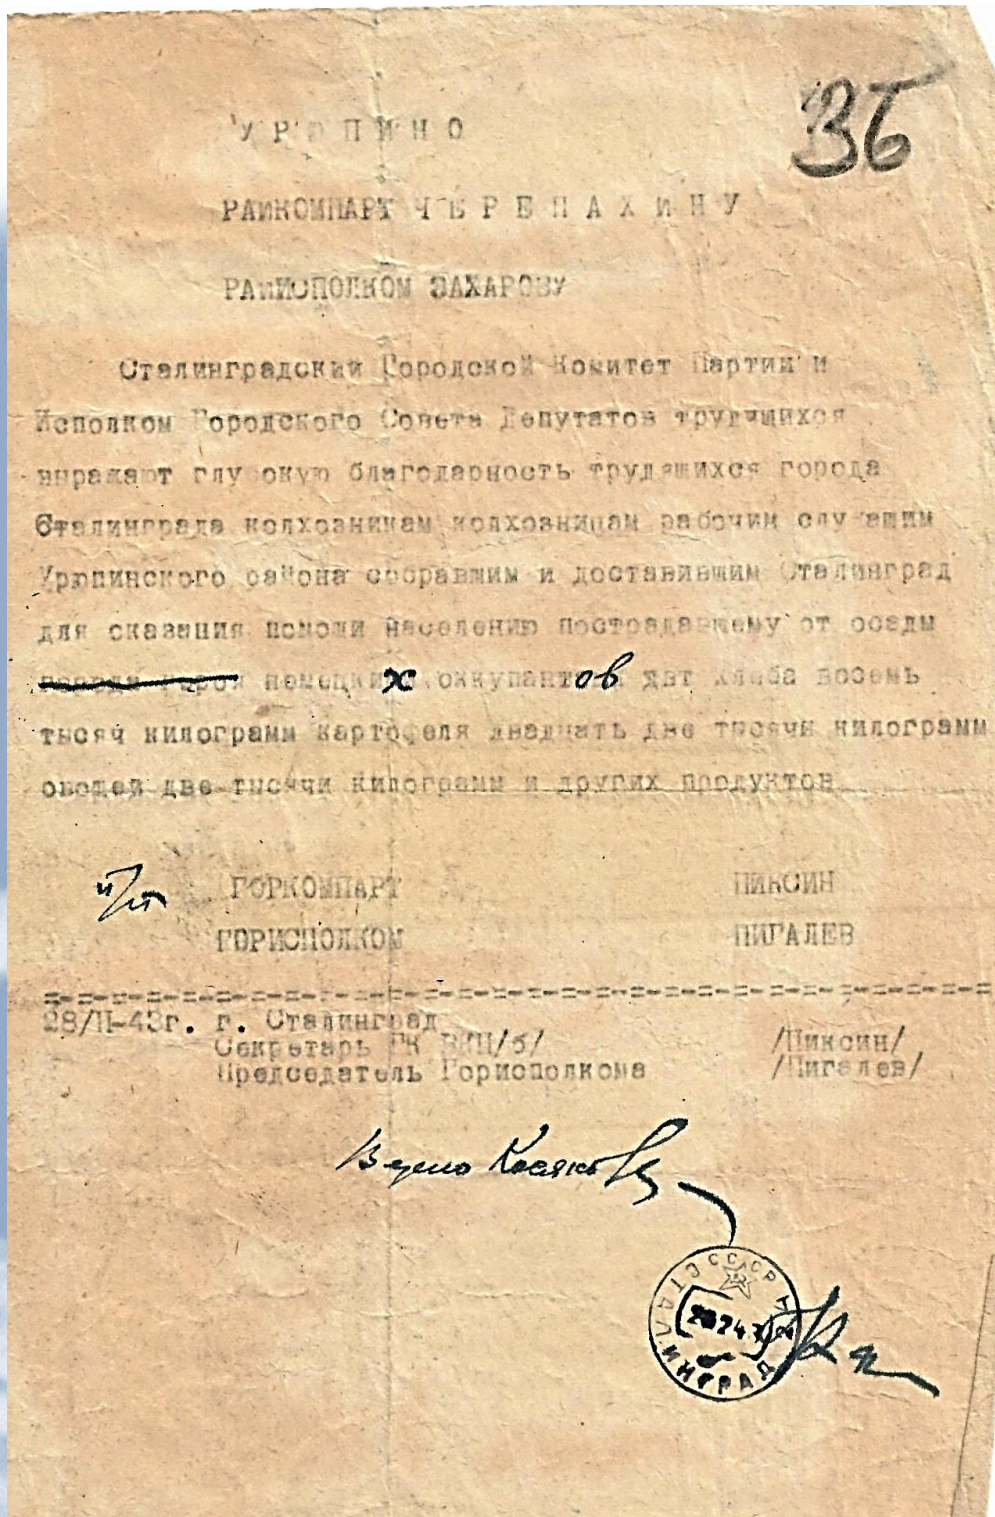 36
УРЮПИНО
РАЙКОМПАРТ ЧЕРЕПАХИНУ
РАЙИСПОЛКОМ ЗАХАРОВУ
Сталинградский Городской Комитет Партии и
Исполком Городского Совета Депутатов трудящихся
выражают глубокую благодарность трудящихся города
Сталинграда колхозникам колхозницам рабочим служащим
Урюпинского района собравшим и доставившим Сталинград
для оказания помощи населению пострадавшему от осады
немецких оккупантов хлеба восемь
тысяч килограмм картофеля двадцать две тысячи килограмм
овощей две тысячи килограмм и других продуктов
ГОРКОМПАРТ ПИКСИН
ГОРИСПОЛКОМ ПИГАЛЕВ
28/II-43г. г. Сталинград
Секретарь ГК ВКП/б/ /Пиксин/
Председатель Горисполкома /Пигалев/
СССР
СТАЛИНГРАД